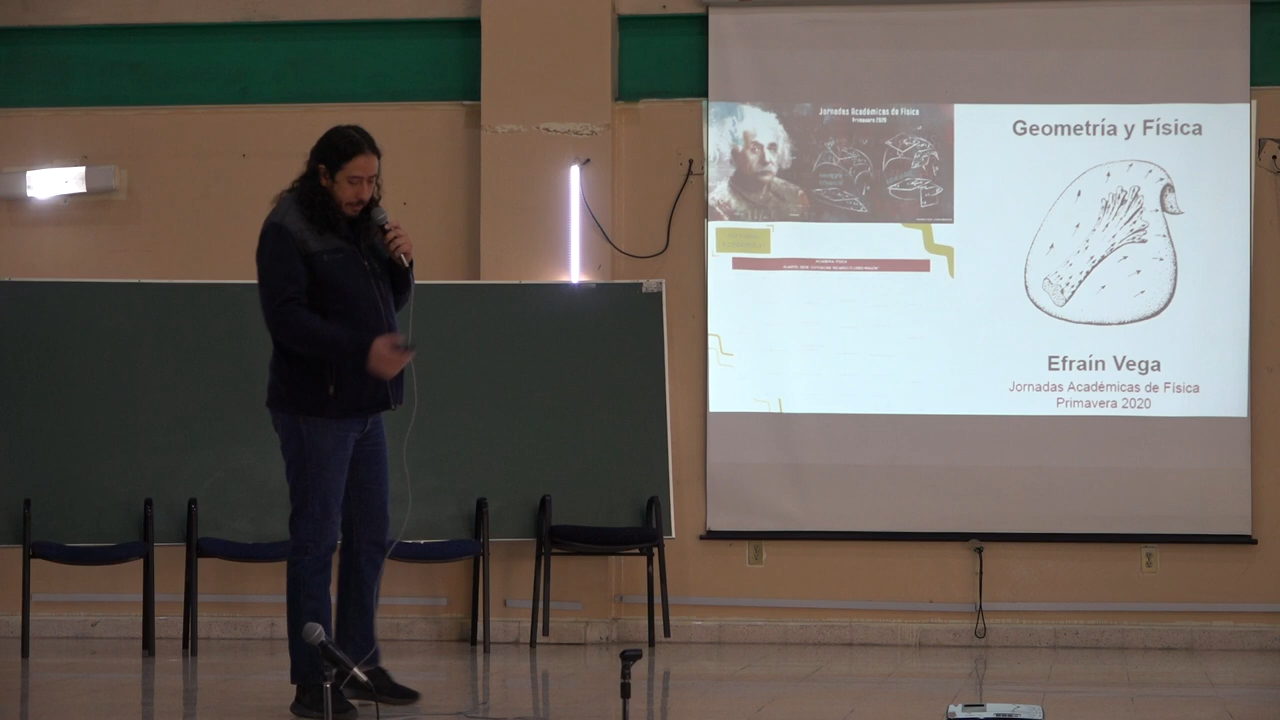 Jornadas Académicas de Física
Primavera 2020
Geometría y Física
Efraín Vega
Jornadas Académicas de Física
Primavera 2020